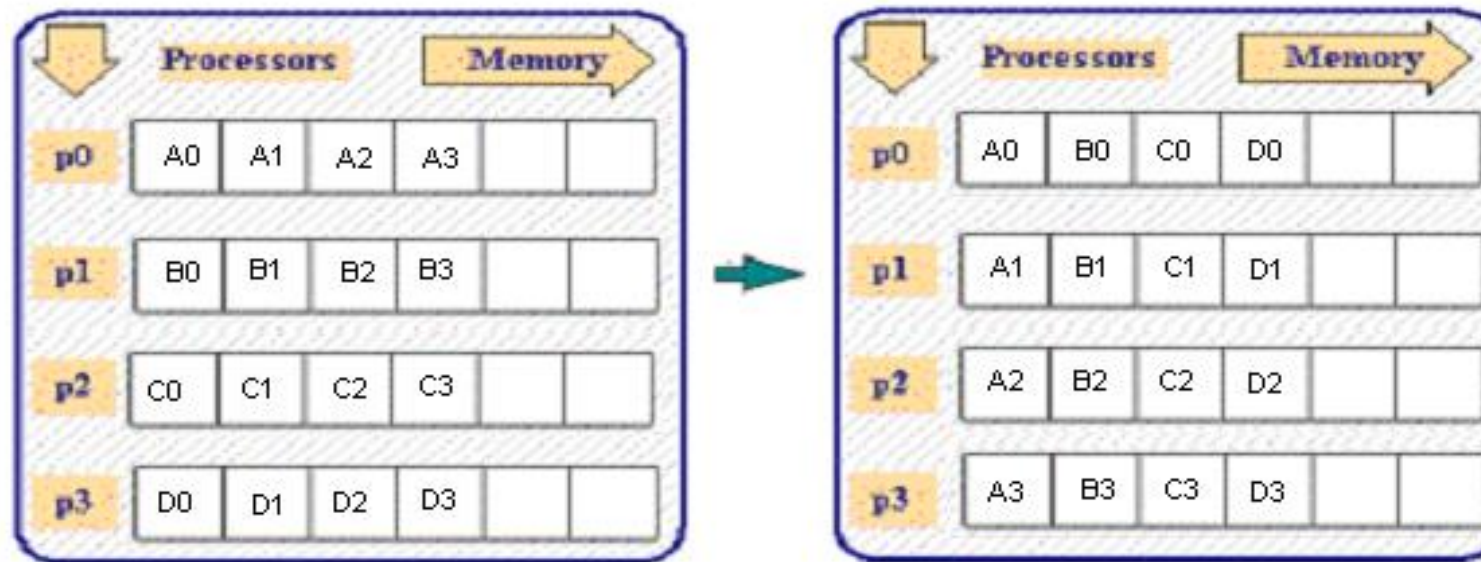 Processors Memory
p0 A0 A1 A2 A3
p1 B0 B1 B2 B3
p2 C0 C1 C2 C3
p3 D0 D1 D2 D3
Processors Memory
p0 A0 B0 C0 D0
p1 A1 B1 C1 D1
p2 A2 B2 C2 D2
p3 A3 B3 C3 D3